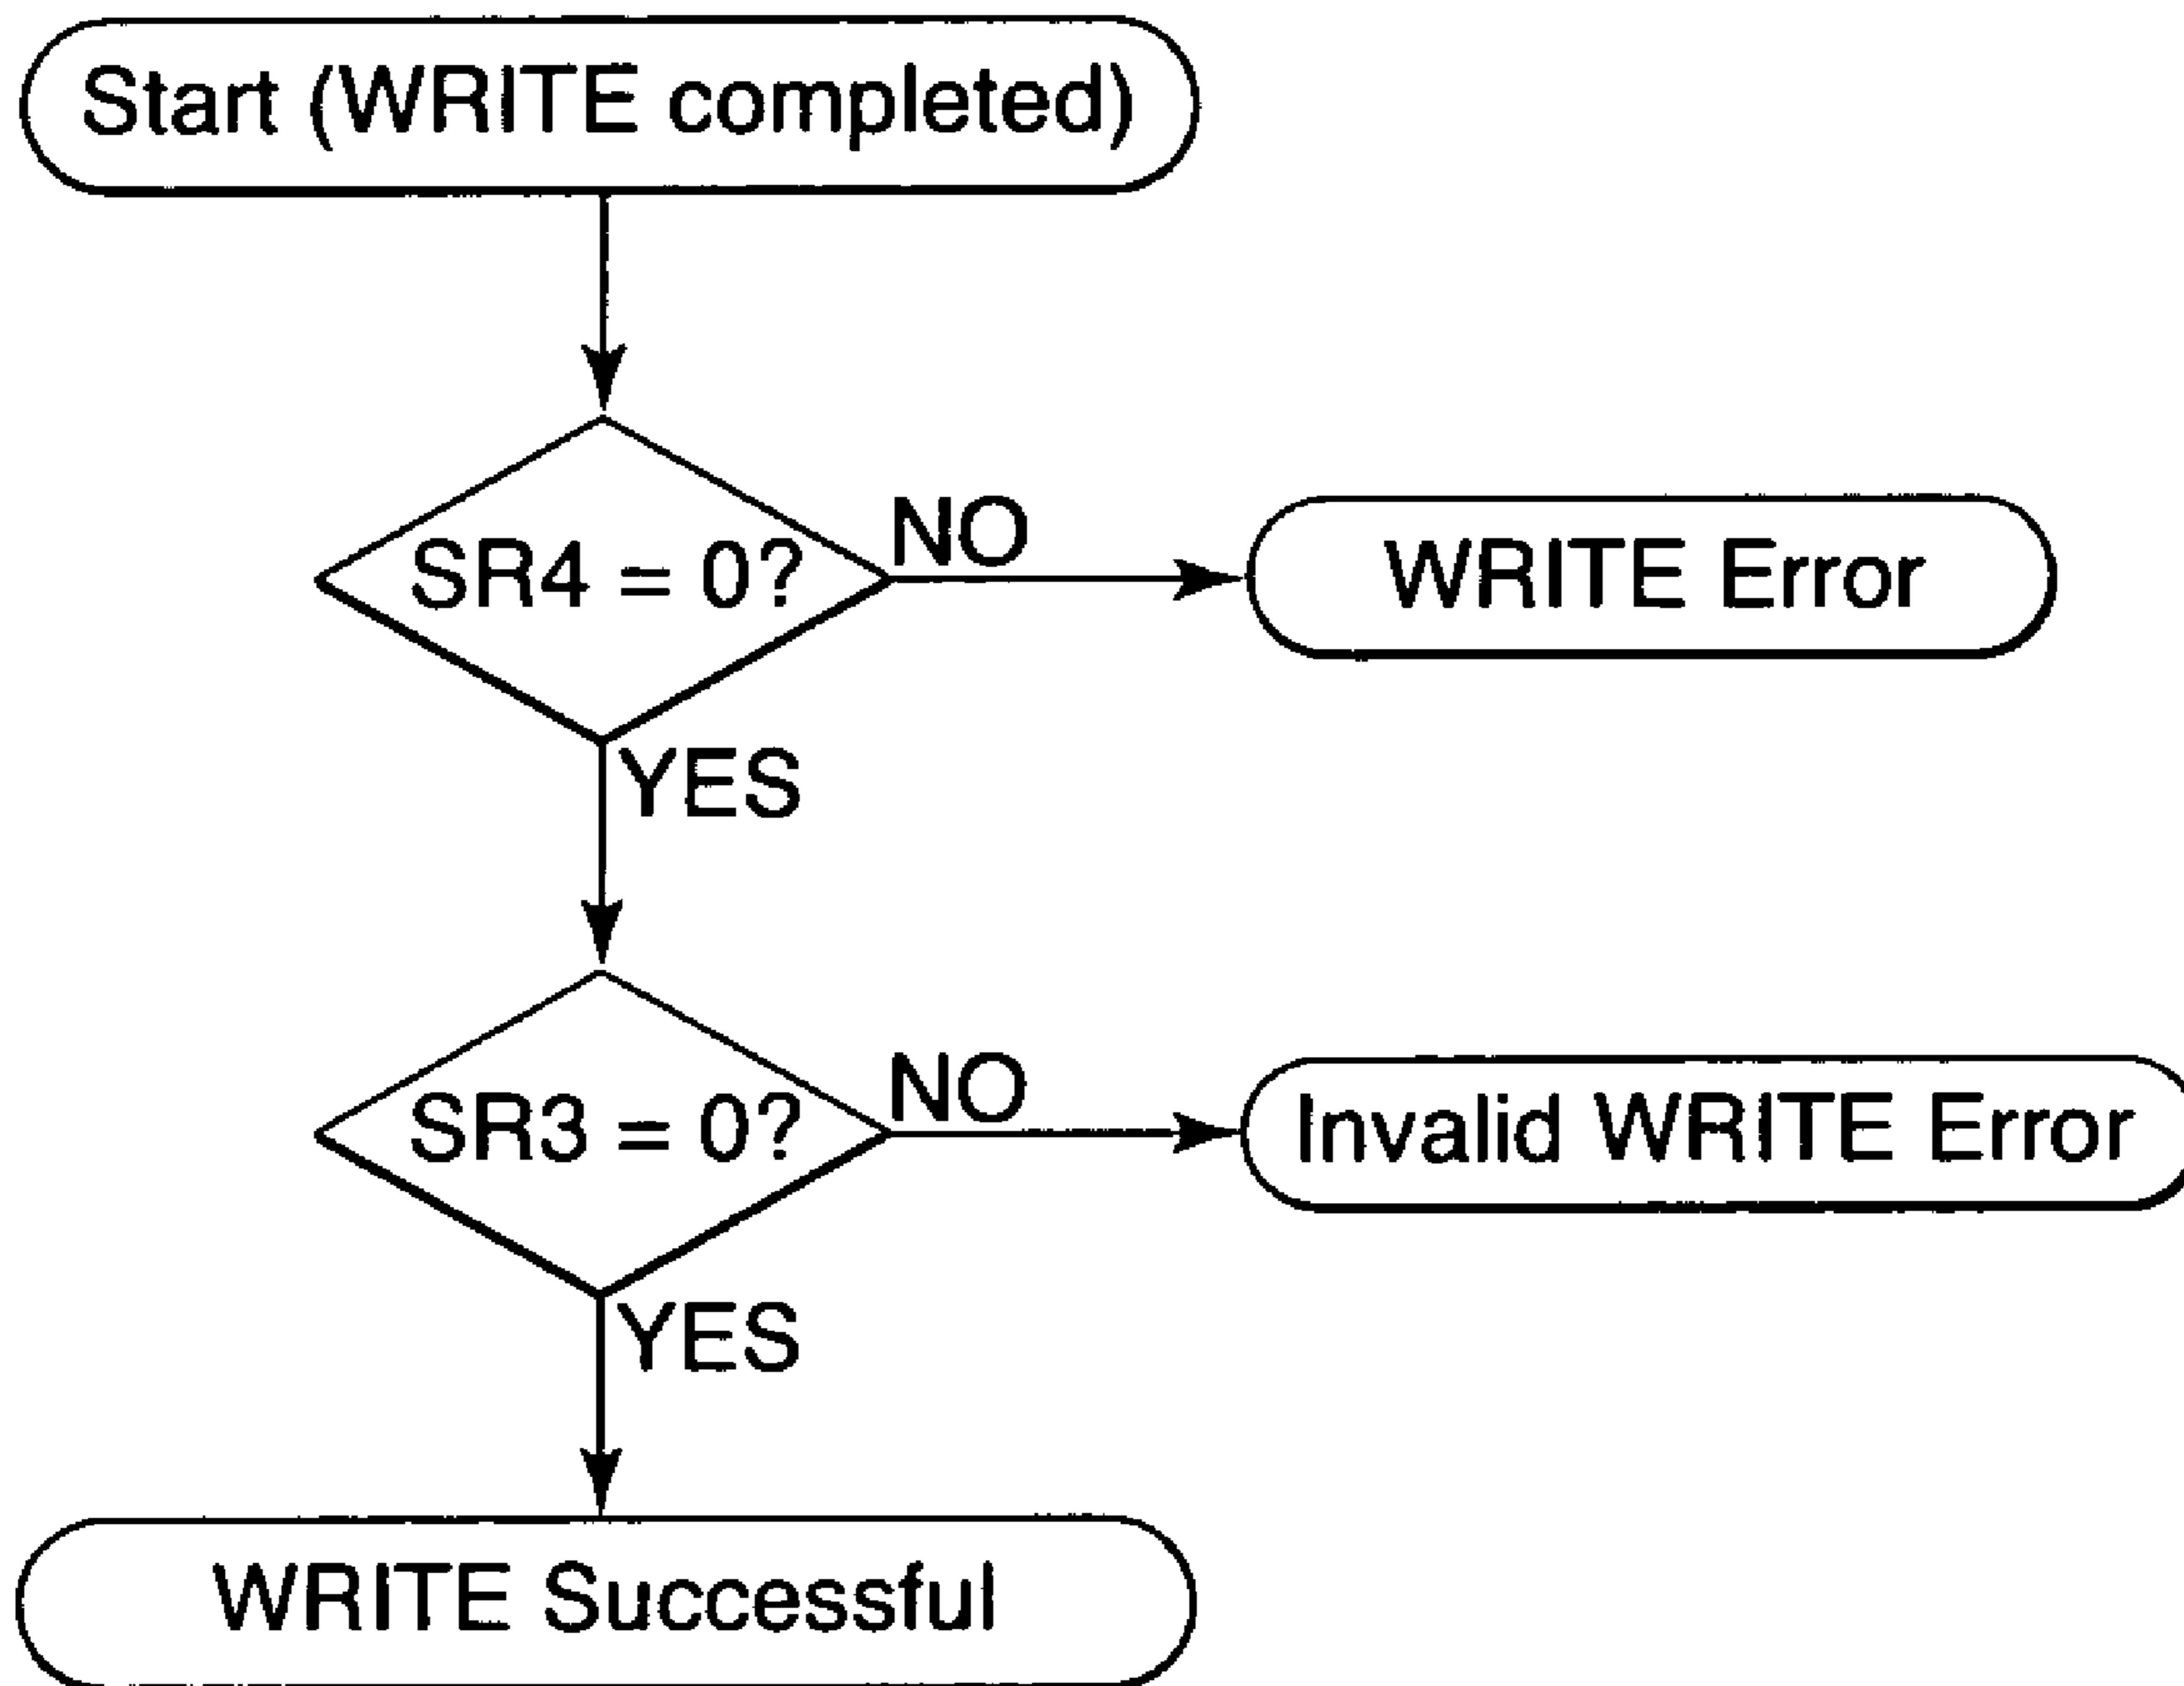 Start (WRITE completed)
SR4 = 0?
NO
WRITE Error
YES
SR3 = 0?
NO
Invalid WRITE Error
YES
WRITE Successful